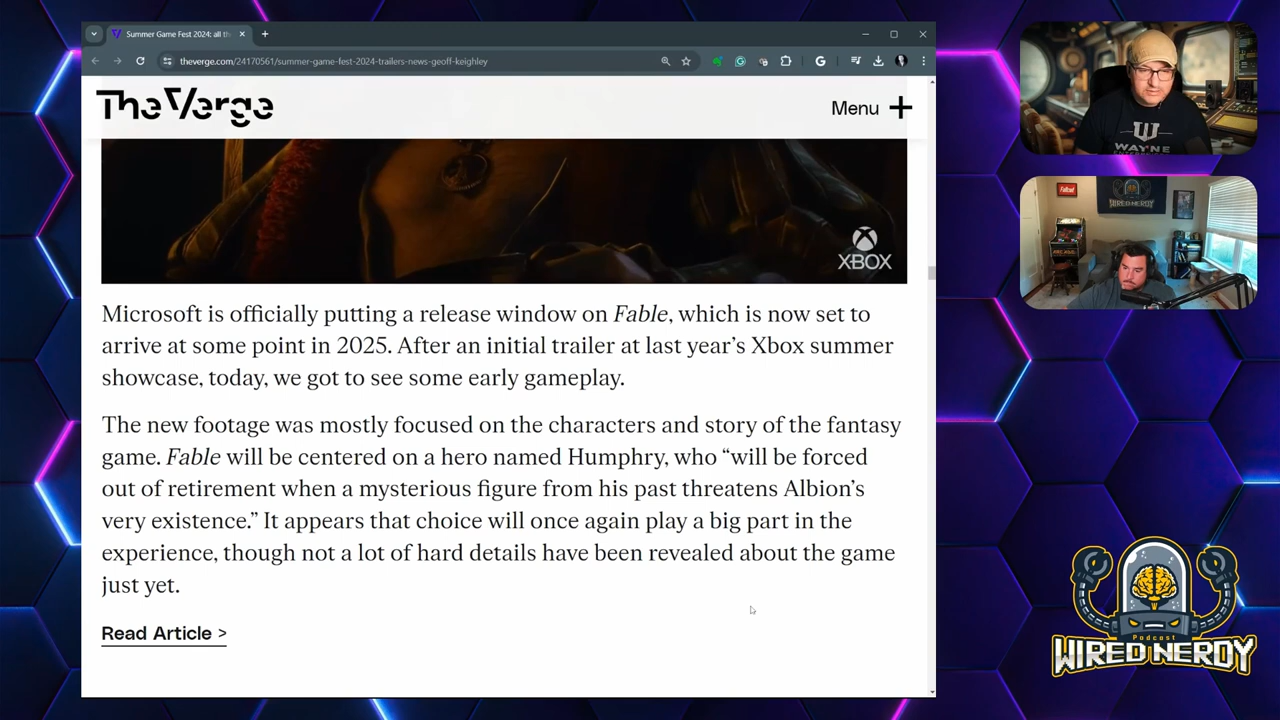 Summer Game Fest 2024: all th
theverge.com/24170561/summer-game-fest-2024-trailers-news-geoff-keighley
The Verge
Menu
XBOX
Microsoft is officially putting a release window on Fable, which is now set to
arrive at some point in 2025. After an initial trailer at last year’s Xbox summer
showcase, today, we got to see some early gameplay.
The new footage was mostly focused on the characters and story of the fantasy
game. Fable will be centered on a hero named Humphry, who “will be forced
out of retirement when a mysterious figure from his past threatens Albion’s
very existence.” It appears that choice will once again play a big part in the
experience, though not a lot of hard details have been revealed about the game
just yet.
Read Article >
WAYNE
WIRED NERDY
Podcast
WIRED NERDY